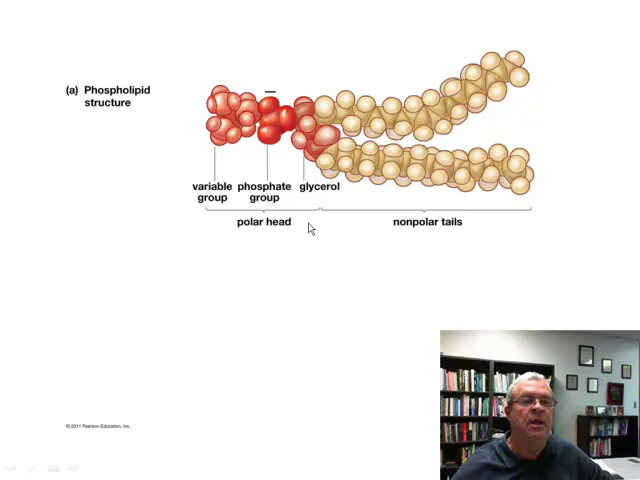 (a) Phospholipid
structure
–
variable
group
phosphate
group
glycerol
polar head
nonpolar tails
© 2011 Pearson Education, Inc.